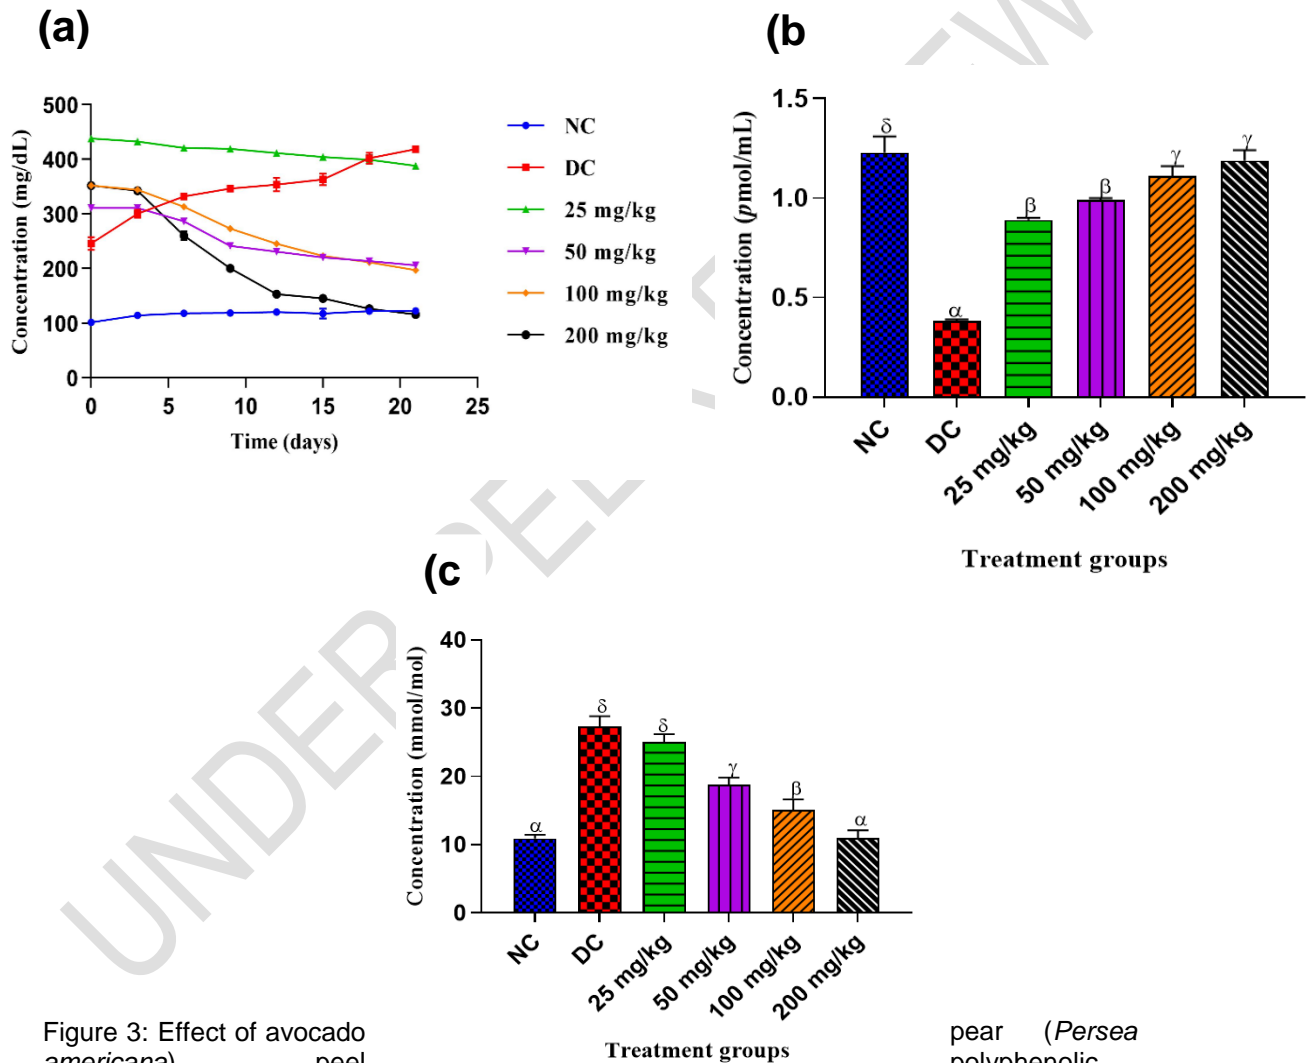 (a)
500
400
300
200
100
0
Concentration (mg/dL)
0 5 10 15 20 25
Time (days)
NC
DC
25 mg/kg
50 mg/kg
100 mg/kg
200 mg/kg
(b
1.5
1.0
0.5
0.0
Concentration (pmol/mL)
δ
α
β
β
γ
γ
NC
DC
25 mg/kg
50 mg/kg
100 mg/kg
200 mg/kg
Treatment groups
(c
40
30
20
10
0
Concentration (mmol/mol)
α
δ
δ
γ
β
α
NC
DC
25 mg/kg
50 mg/kg
100 mg/kg
200 mg/kg
Treatment groups
UNDER PEE
EW
Figure 3: Effect of avocado pear (Persea
americana) peel polyphenolic